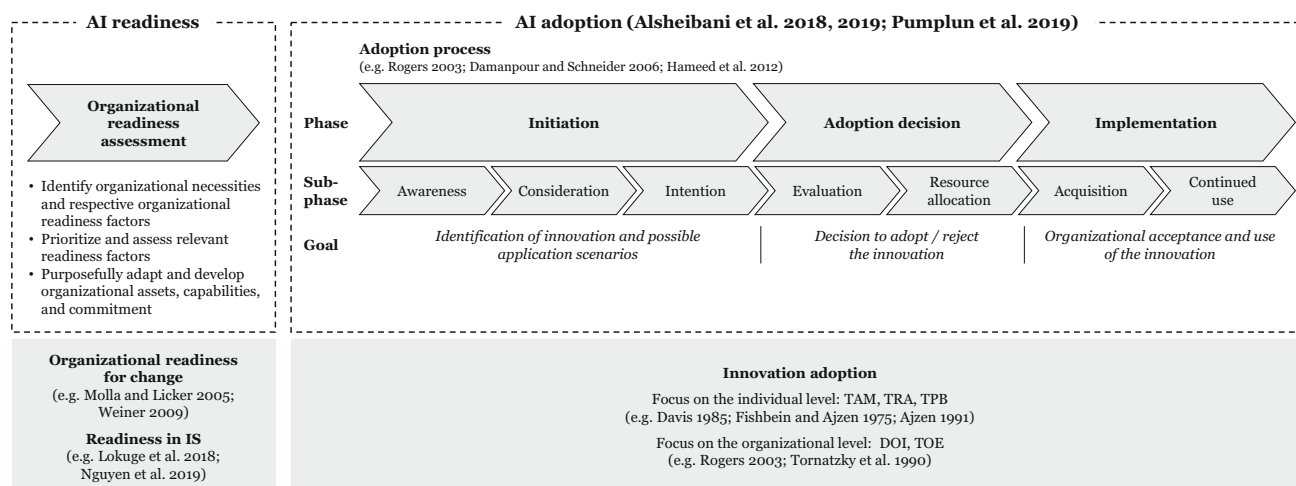 AI readiness
Organizational
readiness
assessment
• Identify organizational necessities
and respective organizational
readiness factors
• Prioritize and assess relevant
readiness factors
• Purposefully adapt and develop
organizational assets, capabilities,
and commitment
Organizational readiness
for change
(e.g. Molla and Licker 2005;
Weiner 2009)
Readiness in IS
(e.g. Lokuge et al. 2018;
Nguyen et al. 2019)
AI adoption (Alsheibani et al. 2018, 2019; Pumplun et al. 2019)
Adoption process
(e.g. Rogers 2003; Damanpour and Schneider 2006; Hameed et al. 2012)
Phase
Initiation
Adoption decision
Implementation
Sub-
phase
Awareness
Consideration
Intention
Evaluation
Resource
allocation
Acquisition
Continued
use
Goal
Identification of innovation and possible
application scenarios
Decision to adopt / reject
the innovation
Organizational acceptance and use
of the innovation
Innovation adoption
Focus on the individual level: TAM, TRA, TPB
(e.g. Davis 1985; Fishbein and Ajzen 1975; Ajzen 1991)
Focus on the organizational level: DOI, TOE
(e.g. Rogers 2003; Tornatzky et al. 1990)